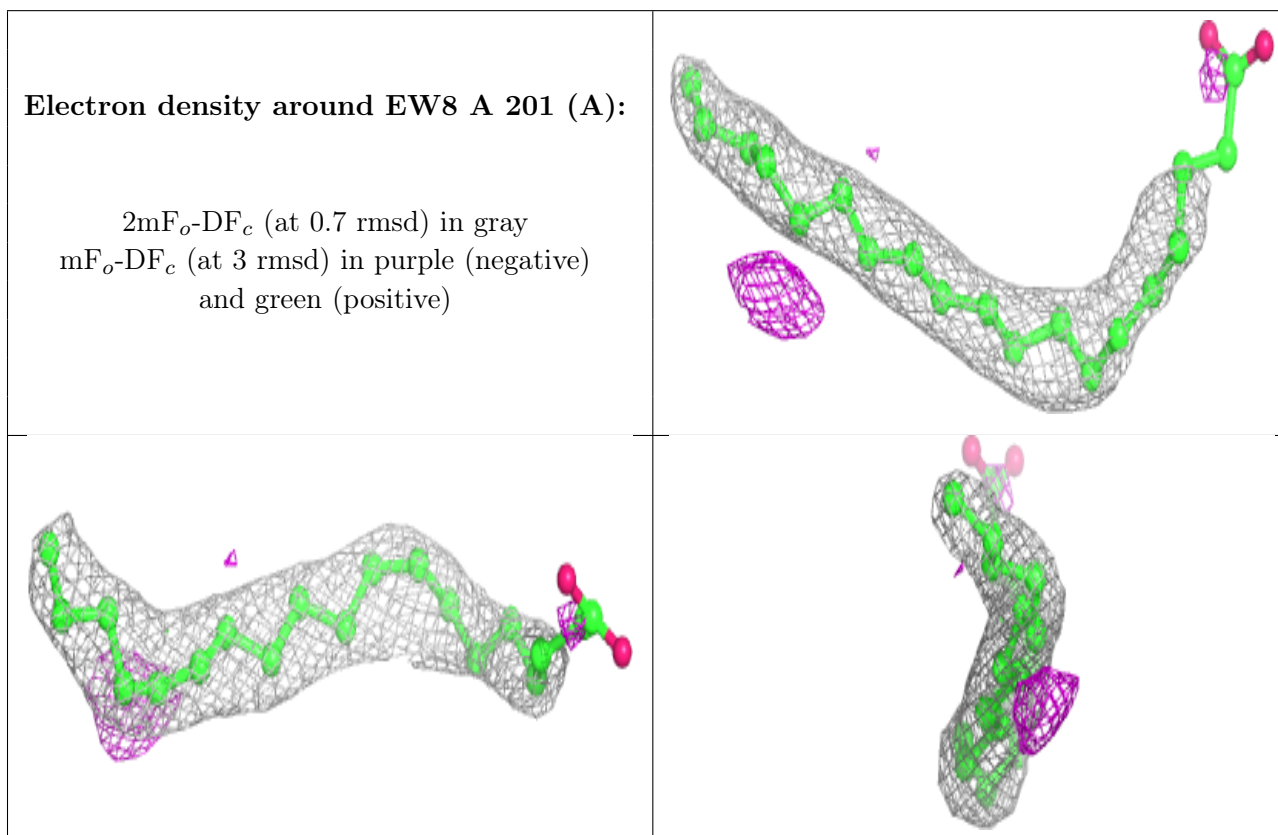 Electron density around EW8 A 201 (A):
2mFo-DFc (at 0.7 rmsd) in gray
mFo-DFc (at 3 rmsd) in purple (negative)
and green (positive)